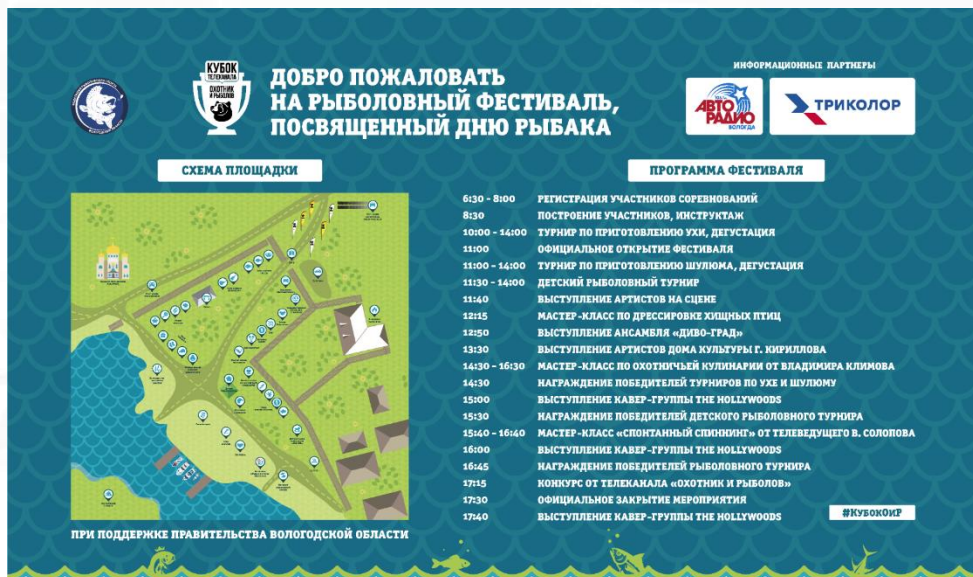 КУБОК
ТЕЛЕКАНАЛА
ОХОТНИК
И РЫБОЛОВ
ДОБРО ПОЖАЛОВАТЬ
НА РЫБОЛОВНЫЙ ФЕСТИВАЛЬ,
ПОСВЯЩЕННЫЙ ДНЮ РЫБАКА
ИНФОРМАЦИОННЫЕ ПАРТНЕРЫ
АВТО
РАДИО
ВОЛОГДА
ТРИКОЛОР
СХЕМА ПЛОЩАДКИ
ПРИ ПОДДЕРЖКЕ ПРАВИТЕЛЬСТВА ВОЛОГОДСКОЙ ОБЛАСТИ
ПРОГРАММА ФЕСТИВАЛЯ
6:30 - 8:00 РЕГИСТРАЦИЯ УЧАСТНИКОВ СОРЕВНОВАНИЙ
8:30 ПОСТРОЕНИЕ УЧАСТНИКОВ, ИНСТРУКТАЖ
10:00 - 14:00 ТУРНИР ПО ПРИГОТОВЛЕНИЮ УХИ, ДЕГУСТАЦИЯ
11:00 ОФИЦИАЛЬНОЕ ОТКРЫТИЕ ФЕСТИВАЛЯ
11:00 - 14:00 ТУРНИР ПО ПРИГОТОВЛЕНИЮ ШУЛЮМА, ДЕГУСТАЦИЯ
11:30 - 14:00 ДЕТСКИЙ РЫБОЛОВНЫЙ ТУРНИР
11:40 ВЫСТУПЛЕНИЕ АРТИСТОВ НА СЦЕНЕ
12:15 МАСТЕР-КЛАСС ПО ДРЕССИРОВКЕ ХИЩНЫХ ПТИЦ
12:50 ВЫСТУПЛЕНИЕ АНСАМБЛЯ «ДИВО-ГРАД»
13:30 ВЫСТУПЛЕНИЕ АРТИСТОВ ДОМА КУЛЬТУРЫ Г. КИРИЛЛОВА
14:30 - 16:30 МАСТЕР-КЛАСС ПО ОХОТНИЧЬЕЙ КУЛИНАРИИ ОТ ВЛАДИМИРА КЛИМОВА
14:30 НАГРАЖДЕНИЕ ПОБЕДИТЕЛЕЙ ТУРНИРОВ ПО УХЕ И ШУЛЮМУ
15:00 ВЫСТУПЛЕНИЕ КАВЕР-ГРУППЫ THE HOLLYWOODS
15:30 НАГРАЖДЕНИЕ ПОБЕДИТЕЛЕЙ ДЕТСКОГО РЫБОЛОВНОГО ТУРНИРА
15:40 - 16:40 МАСТЕР-КЛАСС «СПОНТАННЫЙ СПИННИНГ» ОТ ТЕЛЕВЕДУЩЕГО В. СОЛОПОВА
16:00 ВЫСТУПЛЕНИЕ КАВЕР-ГРУППЫ THE HOLLYWOODS
16:45 НАГРАЖДЕНИЕ ПОБЕДИТЕЛЕЙ РЫБОЛОВНОГО ТУРНИРА
17:15 КОНКУРС ОТ ТЕЛЕКАНАЛА «ОХОТНИК И РЫБОЛОВ»
17:30 ОФИЦИАЛЬНОЕ ЗАКРЫТИЕ МЕРОПРИЯТИЯ
17:40 ВЫСТУПЛЕНИЕ КАВЕР-ГРУППЫ THE HOLLYWOODS
#КубокОиР